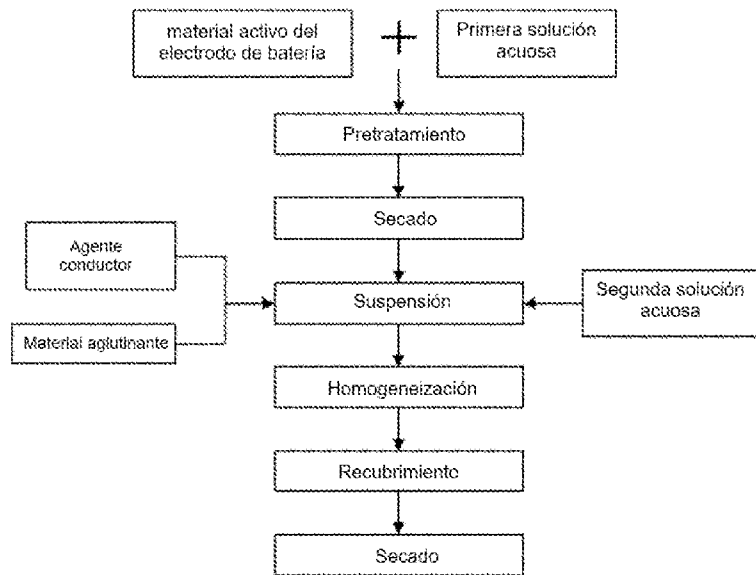 material activo del
electrodo de batería
+
Primera solución
acuosa
Pretratamiento
Secado
Agente
conductor
Material aglutinante
Suspensión
Segunda solución
acuosa
Homogeneización
Recubrimiento
Secado